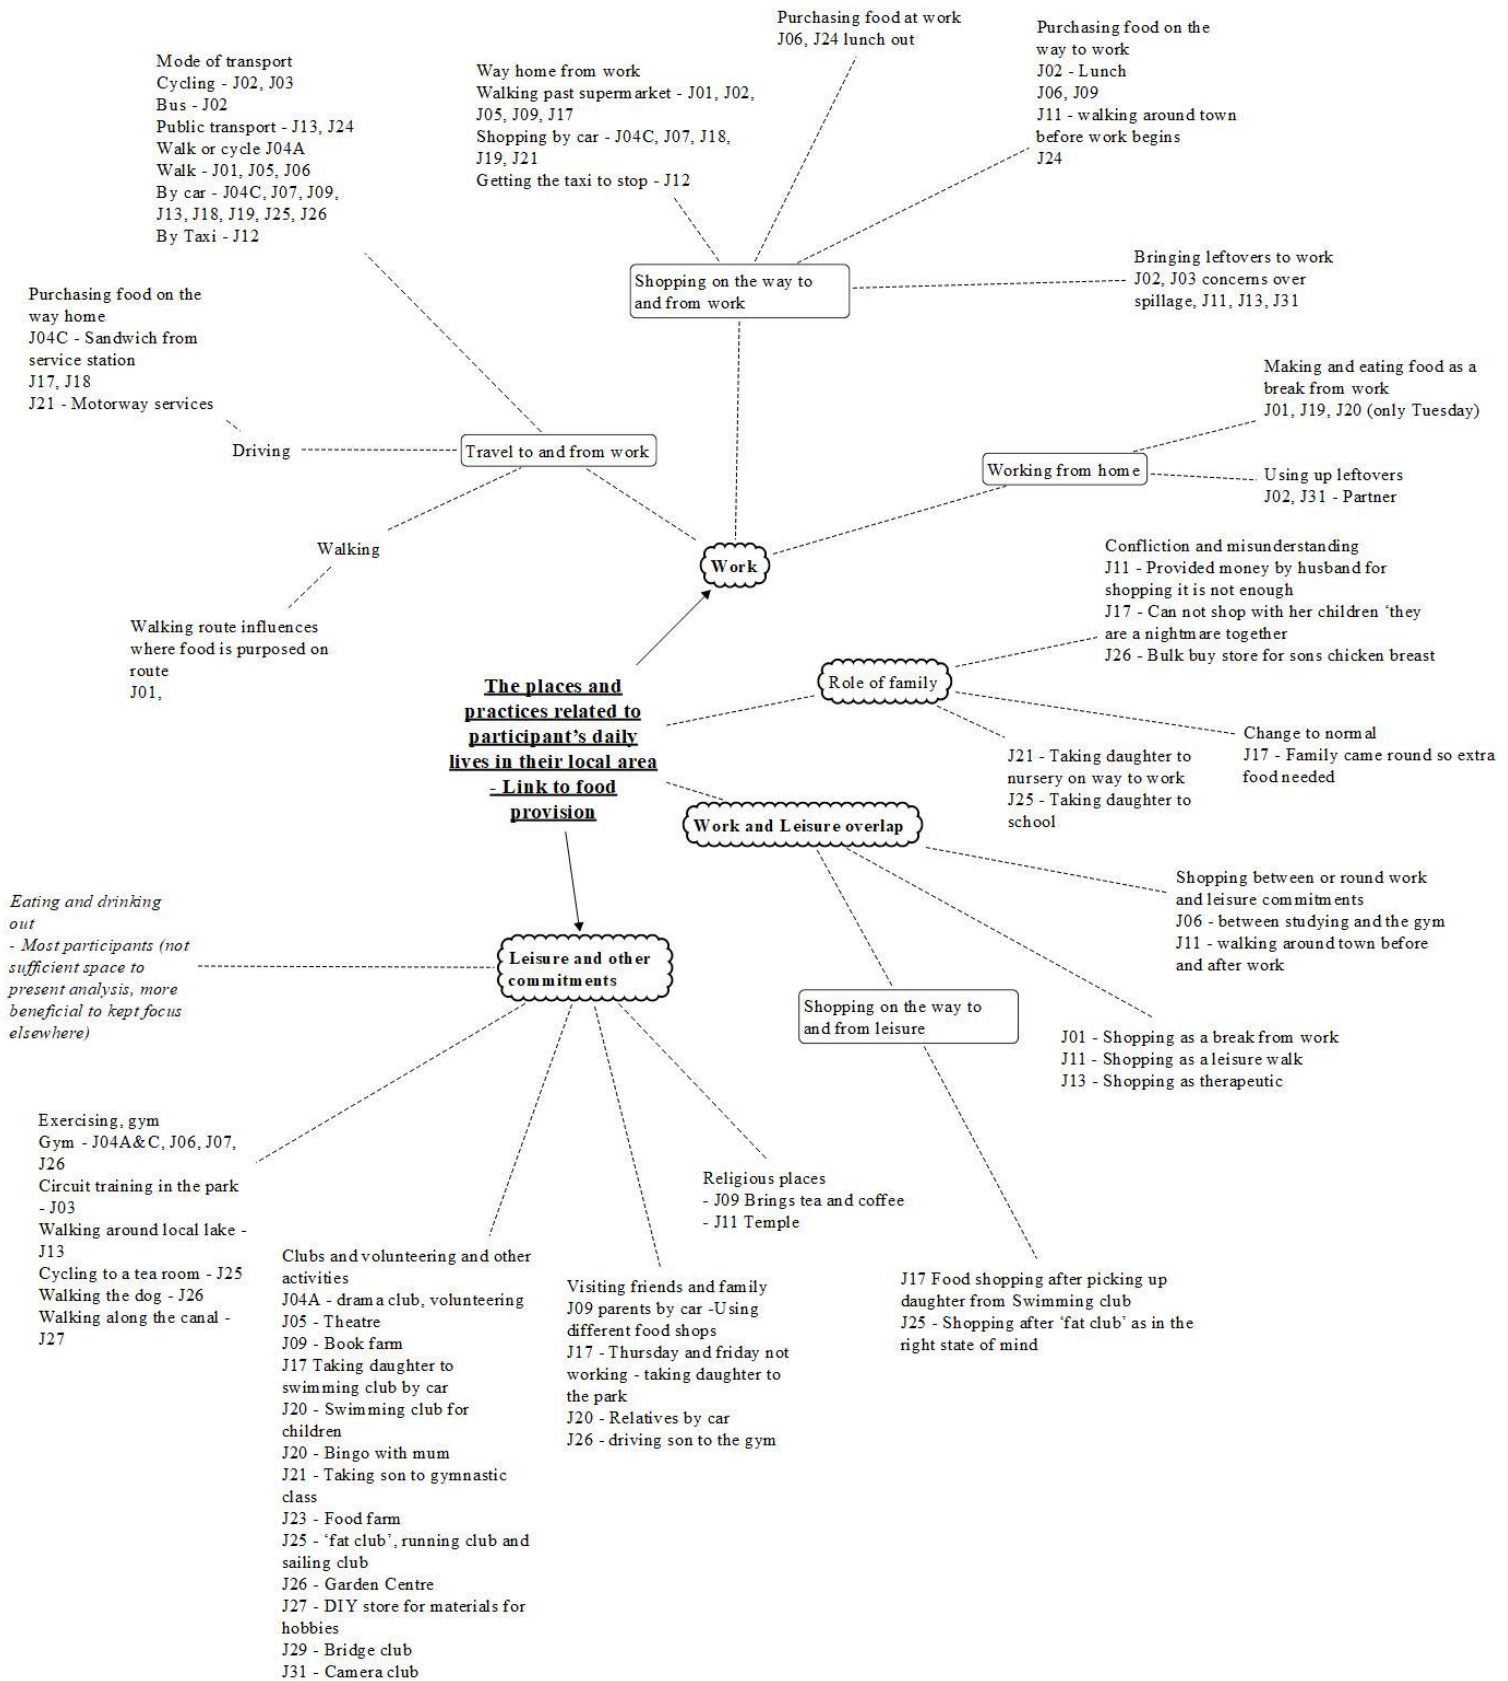 Purchasing food at work
J06, J24 lunch out
Purchasing food on the
way to work
J02 - Lunch
J06, J09
J11 - walking around town
before work begins
J24
Mode of transport
Cycling - J02, J03
Bus - J02
Public transport - J13, J24
Walk or cycle J04A
Walk - J01, J05, J06
By car - J04C, J07, J09,
J13, J18, J19, J25, J26
By Taxi - J12
Way home from work
Walking past supermarket - J01, J02,
J05, J09, J17
Shopping by car - J04C, J07, J18,
J19, J21
Getting the taxi to stop - J12
Shopping on the way to
and from work
Bringing leftovers to work
J02, J03 concerns over
spillage, J11, J13, J31
Purchasing food on the
way home
J04C - Sandwich from
service station
J17, J18
J21 - Motorway services
Driving
Travel to and from work
Making and eating food as a
break from work
J01, J19, J20 (only Tuesday)
Working from home
Using up leftovers
J02, J31 - Partner
Walking
Work
Walking route influences
where food is purposed on
route
J01,
Confliction and misunderstanding
J11 - Provided money by husband for
shopping it is not enough
J17 - Can not shop with her children ‘they
are a nightmare together
J26 - Bulk buy store for sons chicken breast
Role of family
The places and
practices related to
participant’s daily
lives in their local area
- Link to food
provision
Change to normal
J17 - Family came round so extra
food needed
J21 - Taking daughter to
nursery on way to work
J25 - Taking daughter to
school
Work and Leisure overlap
Shopping between or round work
and leisure commitments
J06 - between studying and the gym
J11 - walking around town before
and after work
Eating and drinking
out
- Most participants (not
sufficient space to
present analysis, more
beneficial to kept focus
elsewhere)
Leisure and other
commitments
Shopping on the way to
and from leisure
J01 - Shopping as a break from work
J11 - Shopping as a leisure walk
J13 - Shopping as therapeutic
Exercising, gym
Gym - J04A&C, J06, J07,
J26
Circuit training in the park
- J03
Walking around local lake -
J13
Cycling to a tea room - J25
Walking the dog - J26
Walking along the canal -
J27
Religious places
- J09 Brings tea and coffee
- J11 Temple
Clubs and volunteering and other
activities
J04A - drama club, volunteering
J05 - Theatre
J09 - Book farm
J17 Taking daughter to
swimming club by car
J20 - Swimming club for
children
J20 - Bingo with mum
J21 - Taking son to gymnastic
class
J23 - Food farm
J25 - ‘fat club’, running club and
sailing club
J26 - Garden Centre
J27 - DIY store for materials for
hobbies
J29 - Bridge club
J31 - Camera club
Visiting friends and family
J09 parents by car -Using
different food shops
J17 - Thursday and friday not
working - taking daughter to
the park
J20 - Relatives by car
J26 - driving son to the gym
J17 Food shopping after picking up
daughter from Swimming club
J25 - Shopping after ‘fat club’ as in the
right state of mind